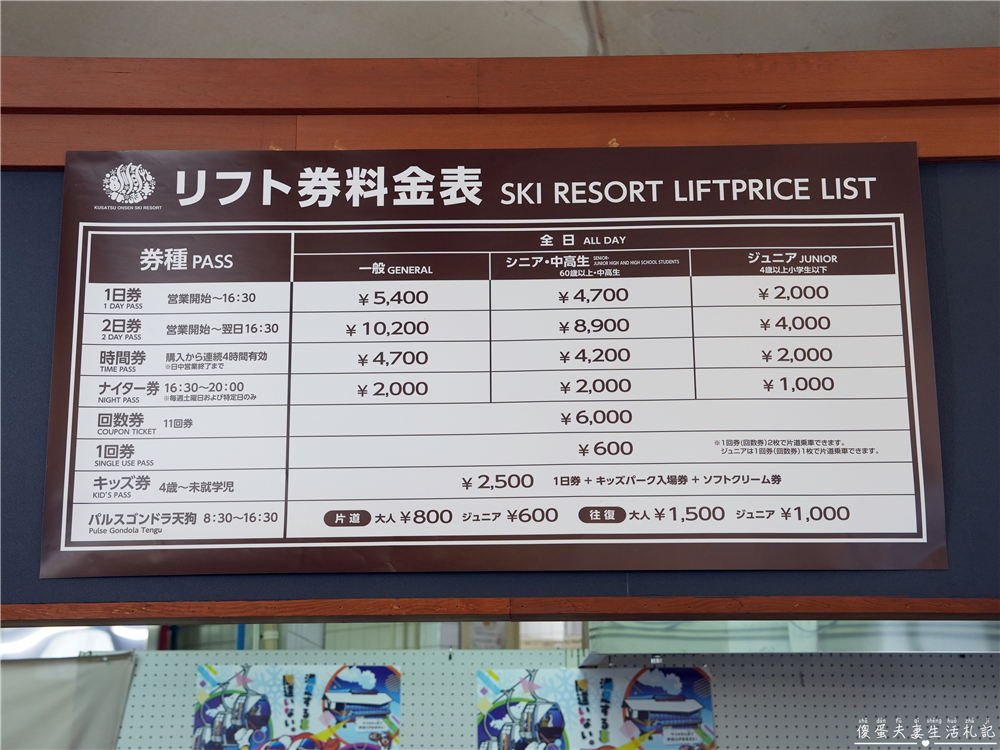 KUSATSU ONSEN SKI RESORT
リフト券料金表 SKI RESORT LIFTPRICE LIST
券種 PASS
全日 ALL DAY
一般 GENERAL
シニア・中高生 SENIOR・JUNIOR HIGH AND HIGH SCHOOL STUDENTS
60歳以上・中高生
ジュニア JUNIOR
4歳以上小学生以下
1日券 営業開始〜16:30 ¥5,400 ¥4,700 ¥2,000
1 DAY PASS
2日券 営業開始〜翌日16:30 ¥10,200 ¥8,900 ¥4,000
2 DAY PASS
時間券 購入から連続4時間有効 ¥4,700 ¥4,200 ¥2,000
TIME PASS ※日中営業終了まで
ナイター券 16:30〜20:00 ¥2,000 ¥2,000 ¥1,000
NIGHT PASS ※毎週土曜日および特定日のみ
回数券 11回券 ¥6,000
COUPON TICKET
1回券 ¥600 ※1回券(回数券)2枚で片道乗車できます。
SINGLE USE PASS ジュニアは1回券(回数券)1枚で片道乗車できます。
キッズ券 4歳〜未就学児 ¥2,500 1日券+キッズパーク入場券+ソフトクリーム券
KID'S PASS
パルスゴンドラ天狗 8:30〜16:30 片道 大人 ¥800 ジュニア ¥600 往復 大人 ¥1,500 ジュニア ¥1,000
Pulse Gondola Tengu
shǎ dàn fū qī shēng huó zhá jì
傻蛋夫妻生活札記